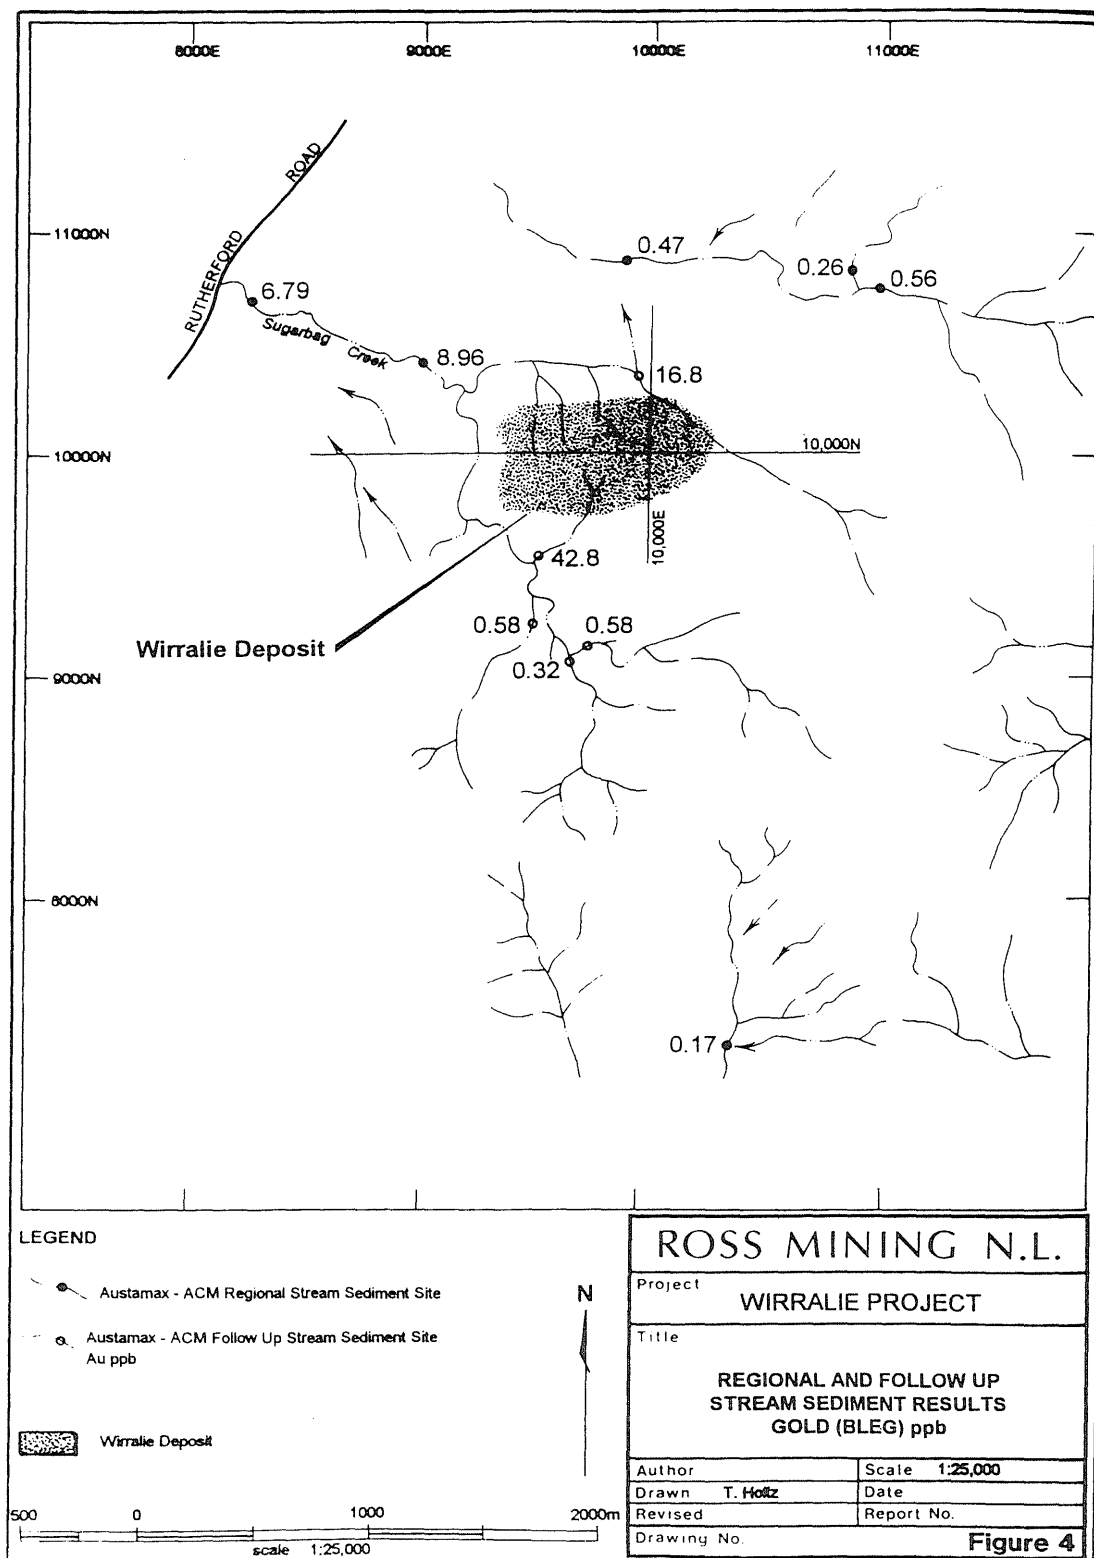 8000E 9000E 10000E 11000E
ROAD
RUTHERFORD
11000N
0.47
0.26
0.56
6.79
Sugarbag Creek
8.96
16.8
10000N
10,000N
10,000E
42.8
0.58
0.58
Wirralie Deposit
0.32
9000N
8000N
0.17
LEGEND
Austamax - ACM Regional Stream Sediment Site
Austamax - ACM Follow Up Stream Sediment Site
Au ppb
Wirralie Deposit
N
500 0 1000 2000m
scale 1:25,000
ROSS MINING N.L.
Project
WIRRALIE PROJECT
Title
REGIONAL AND FOLLOW UP
STREAM SEDIMENT RESULTS
GOLD (BLEG) ppb
Author Scale 1:25,000
Drawn T. Holtz Date
Revised Report No.
Drawing No. Figure 4